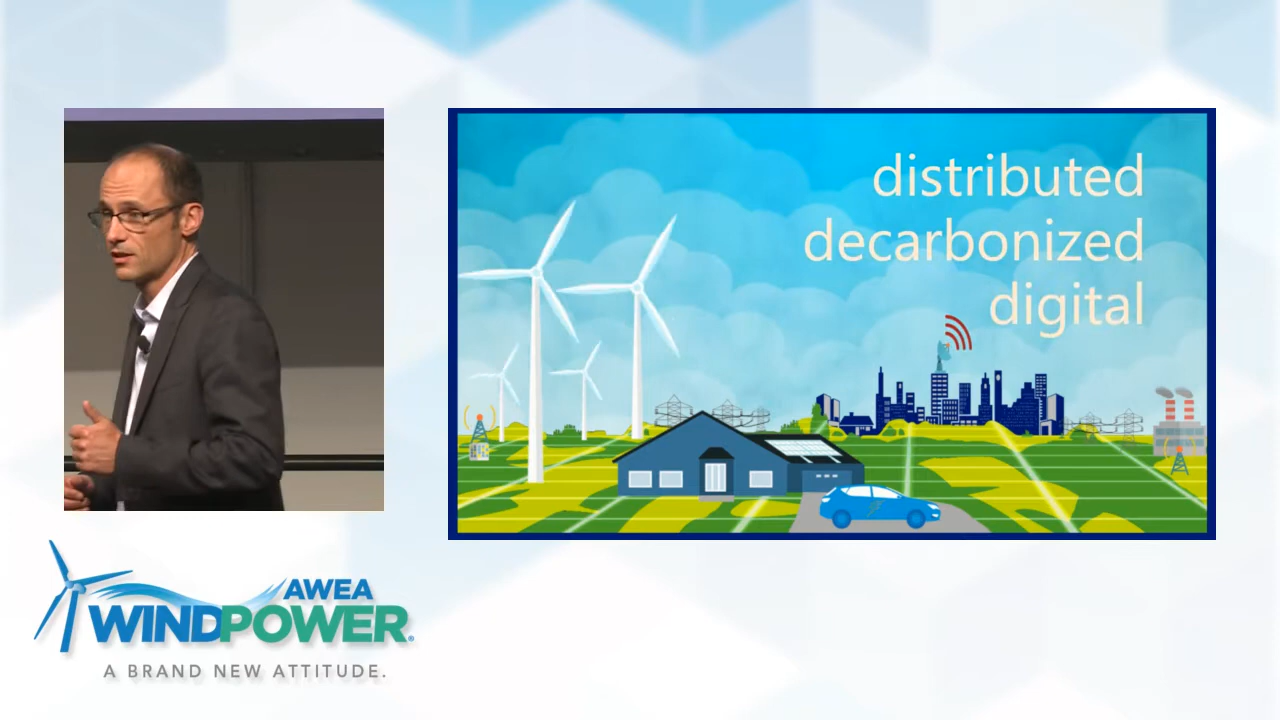 distributed
decarbonized
digital
AWEA
WINDPOWER®
A BRAND NEW ATTITUDE.